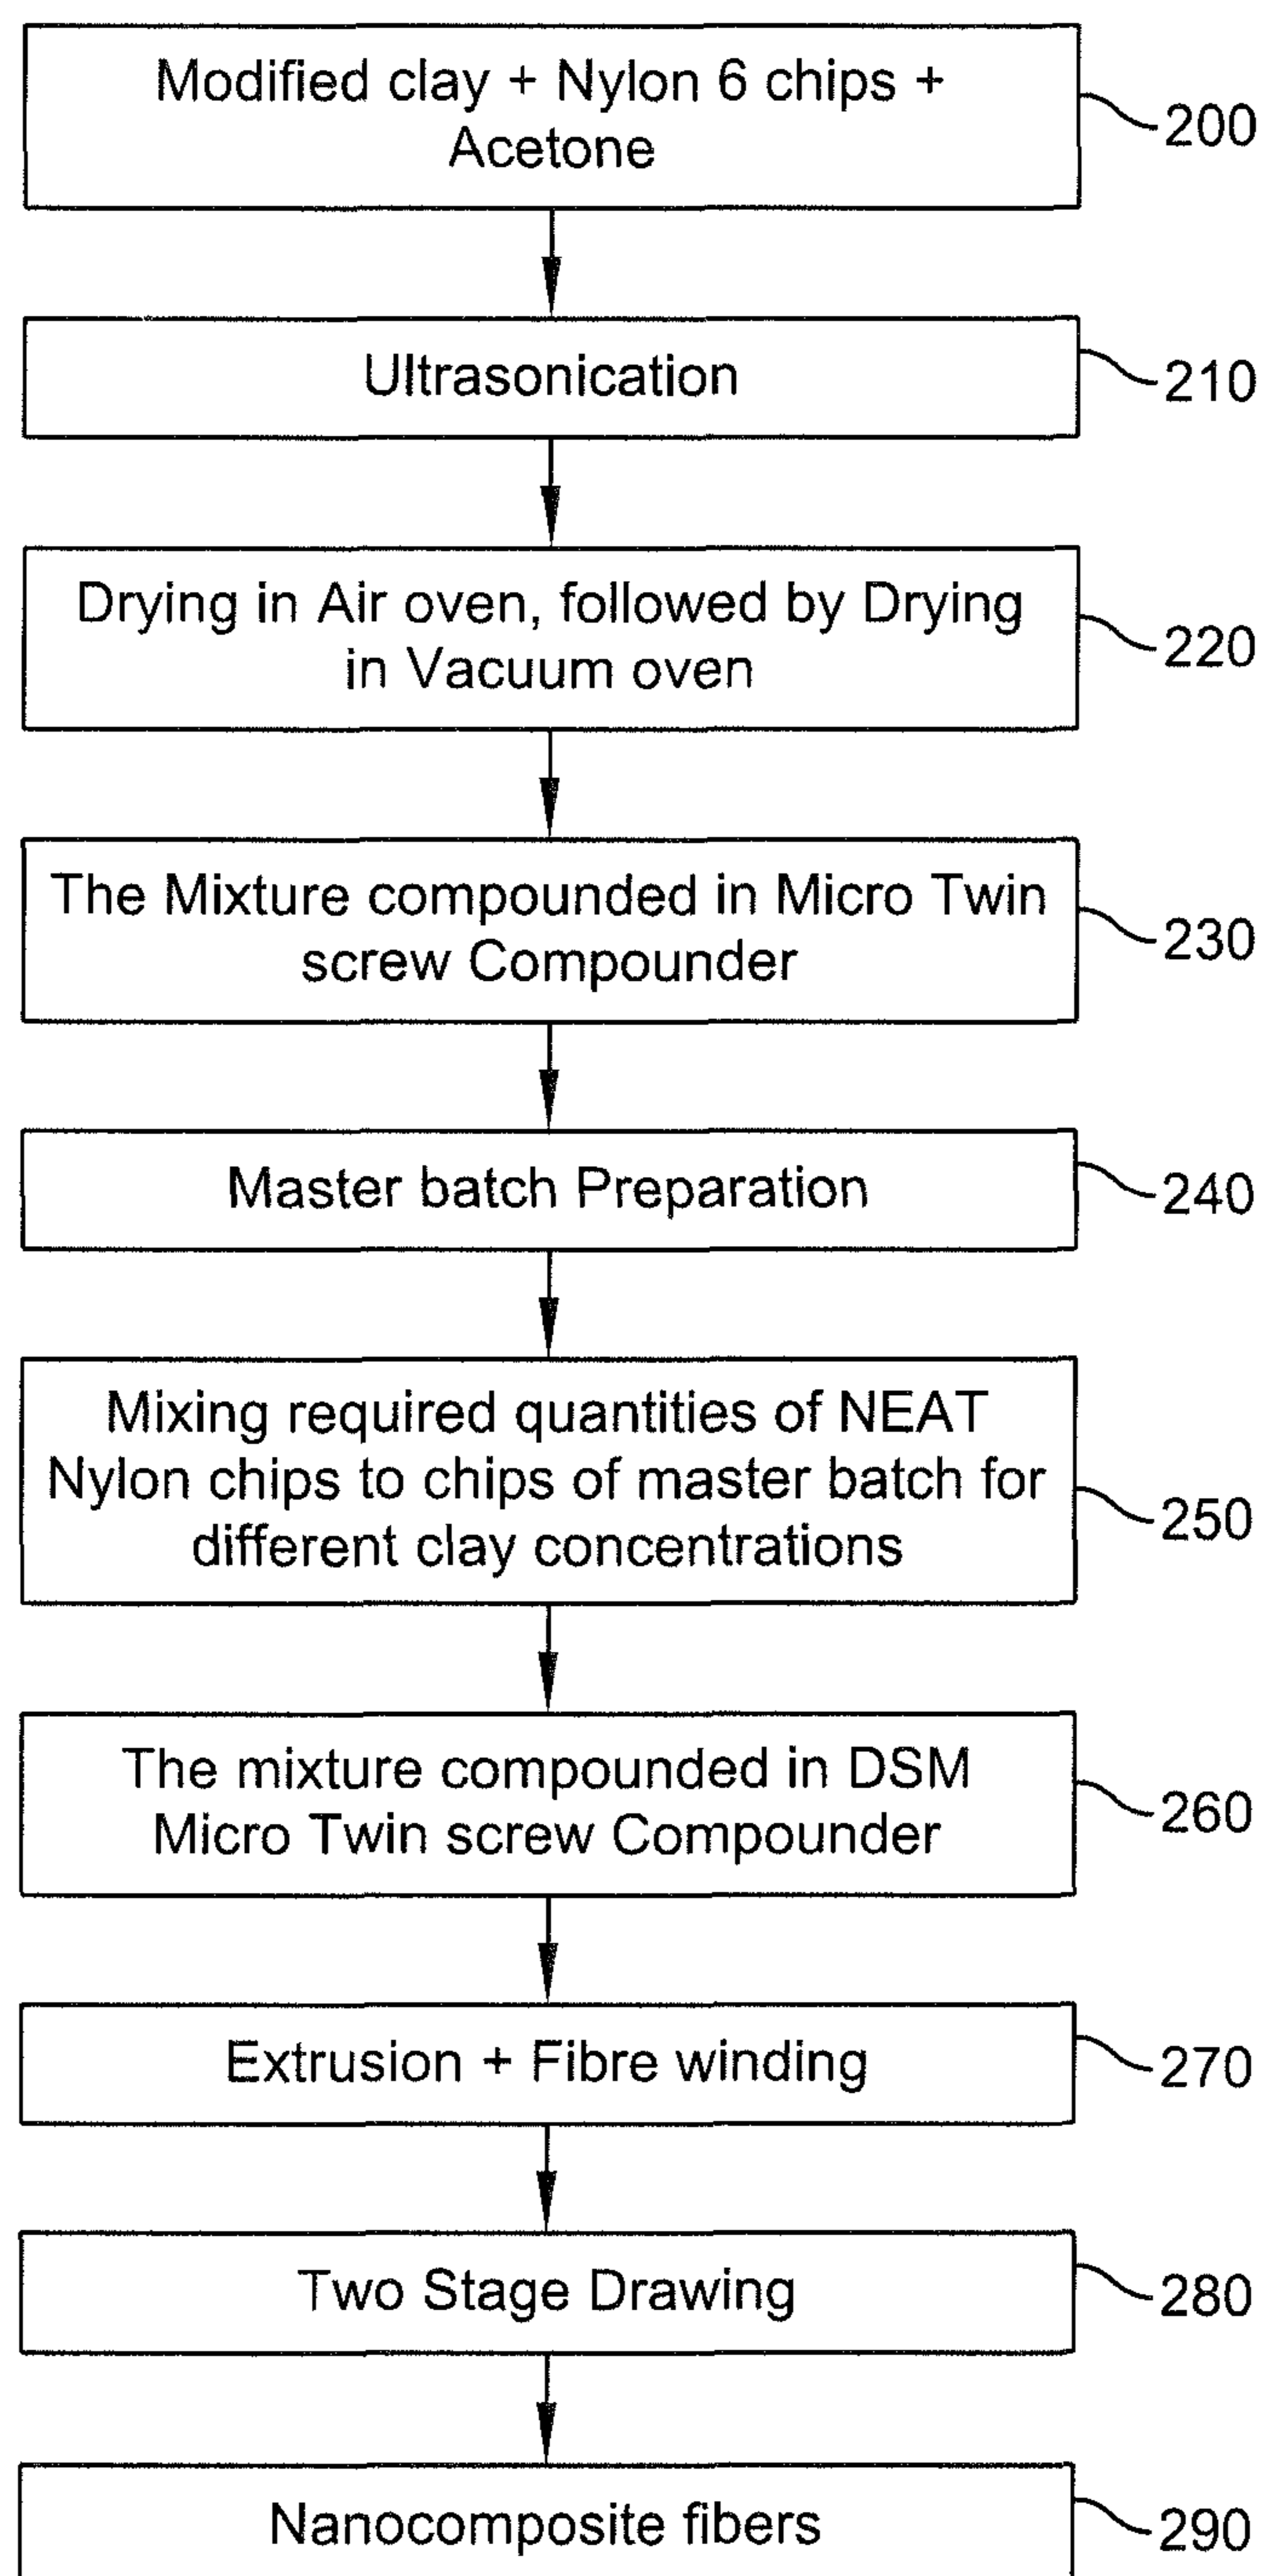 Modified clay + Nylon 6 chips +
Acetone
200
Ultrasonication
210
Drying in Air oven, followed by Drying
in Vacuum oven
220
The Mixture compounded in Micro Twin
screw Compounder
230
Master batch Preparation
240
Mixing required quantities of NEAT
Nylon chips to chips of master batch for
different clay concentrations
250
The mixture compounded in DSM
Micro Twin screw Compounder
260
Extrusion + Fibre winding
270
Two Stage Drawing
280
Nanocomposite fibers
290